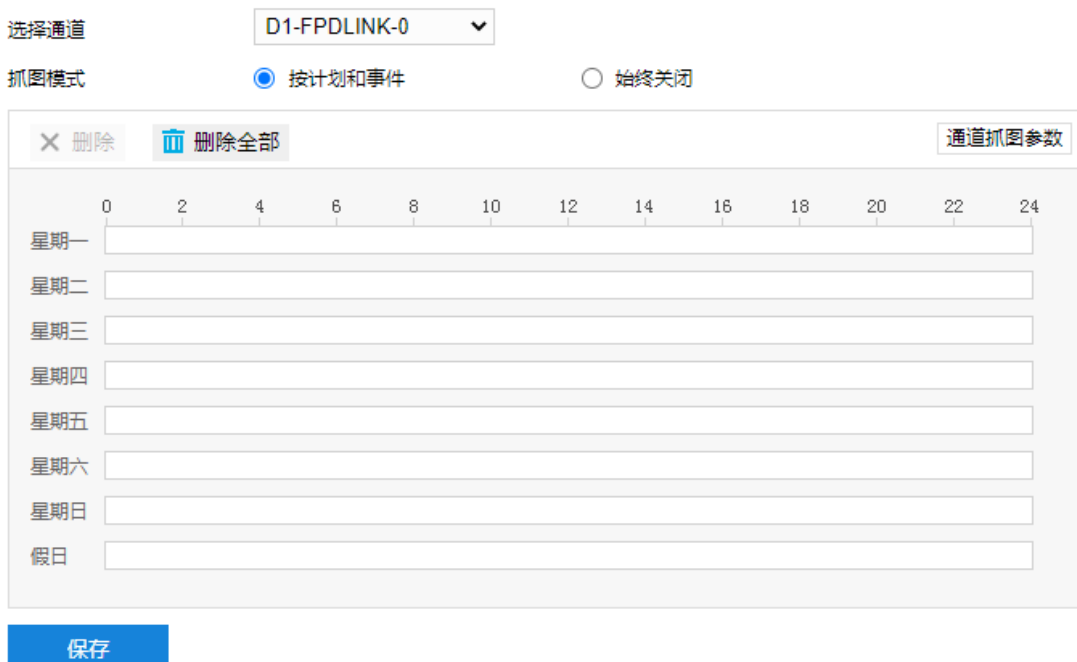 选择通道 D1-FPDLINK-0
抓图模式 按计划和事件 始终关闭
删除 删除全部 通道抓图参数
0 2 4 6 8 10 12 14 16 18 20 22 24
星期一
星期二
星期三
星期四
星期五
星期六
星期日
假日
保存